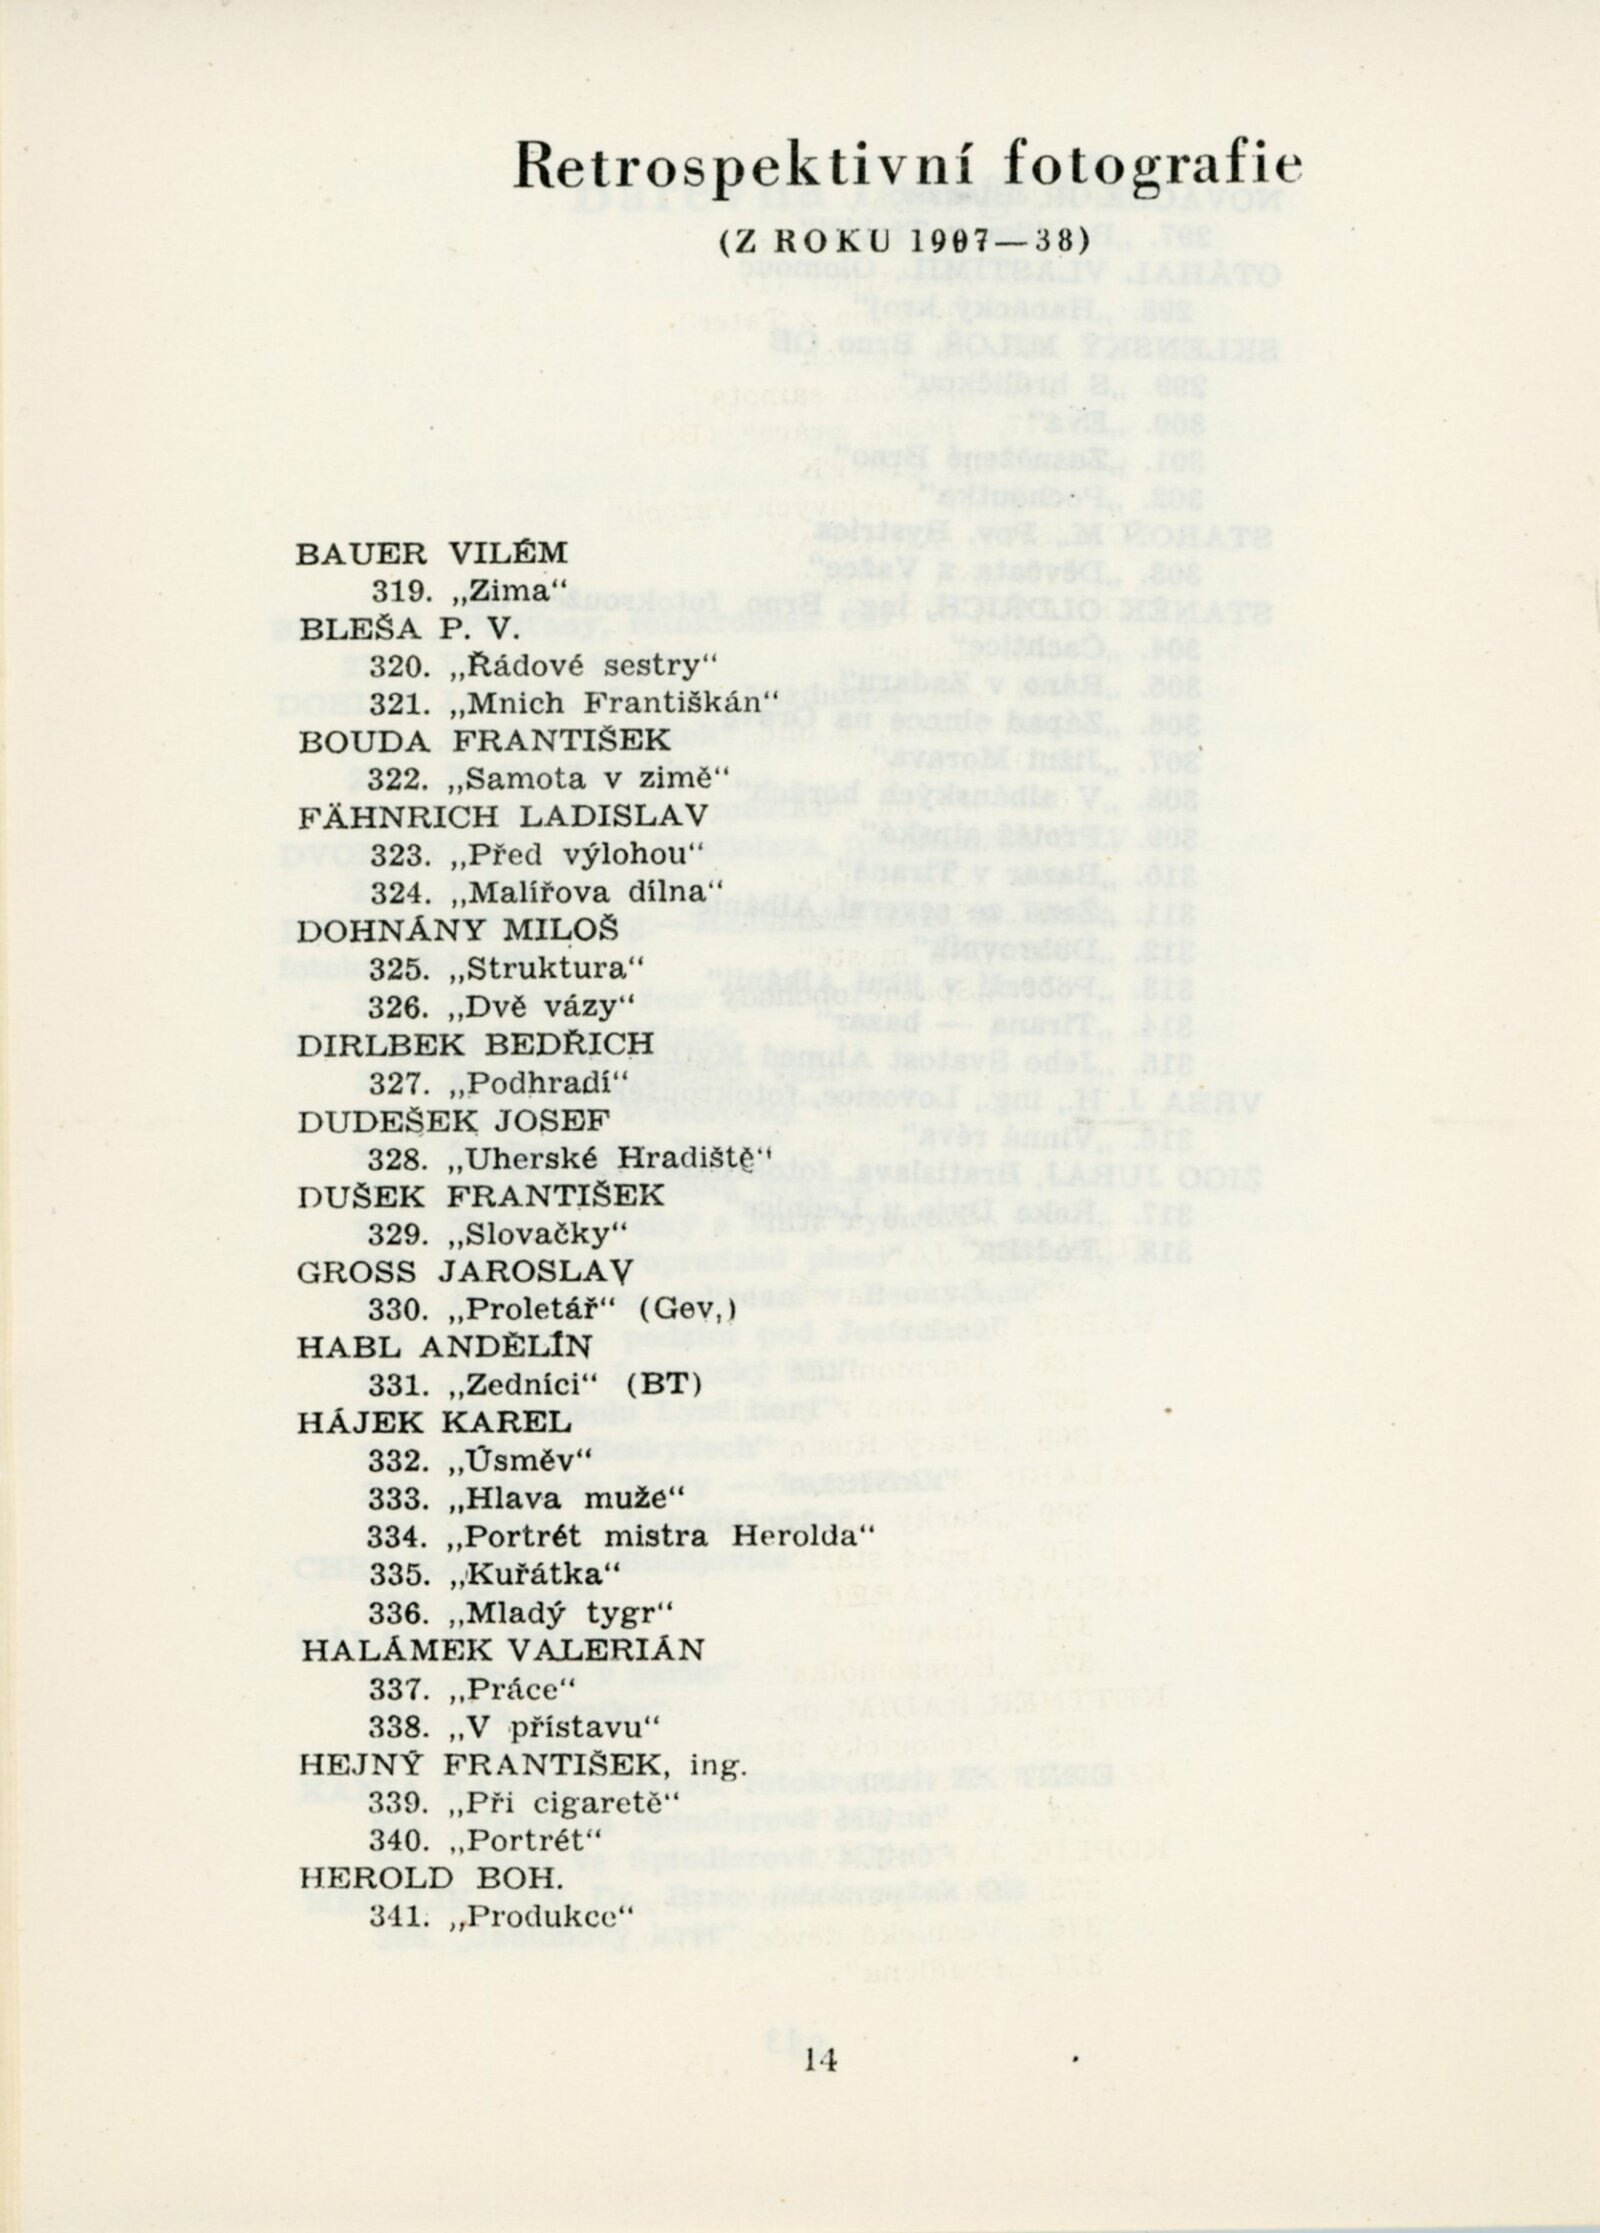 Retrospektivní fotografie
(Z ROKU 1907—38)
BAUER VILÉM
319. „Zima“
BLEŠA P. V.
320. „Řádové sestry“
321. „Mnich Františkán“
BOUDA FRANTIŠEK
322. „Samota v zimě“
FÄHNRICH LADISLAV
323. „Před výlohou“
324. „Malířova dílna“
DOHNÁNY MILOŠ
325. „Struktura“
326. „Dvě vázy“
DIRLBEK BEDŘICH
327. „Podhradí“
DUDEŠEK JOSEF
328. „Uherské Hradiště“
DUŠEK FRANTIŠEK
329. „Slovačky“
GROSS JAROSLAV
330. „Proletář“ (Gev,)
HABL ANDĚLÍN
331. „Zedníci“ (BT)
HÁJEK KAREL
332. „Úsměv“
333. „Hlava muže“
334. „Portrét mistra Herolda“
335. „Kuřátka“
336. „Mladý tygr“
HALÁMEK VALERIÁN
337. „Práce“
338. „V přístavu“
HEJNÝ FRANTIŠEK, ing.
339. „Při cigaretě“
340. „Portrét“
HEROLD BOH.
341. „Produkce“
14